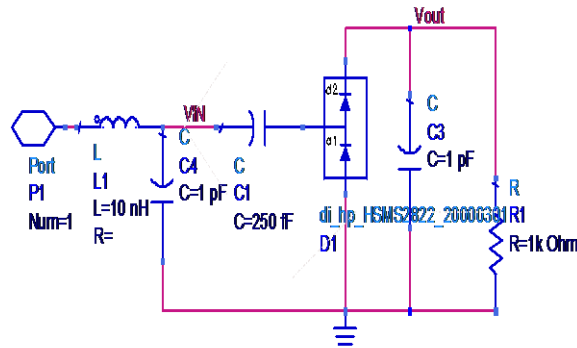 Vout
d2
VIN
d1
C
C3
C=1 pF
Port
P1
Num=1
L
L1
L=10 nH
R=
C
C4
C=1 pF
C
C1
C=250 fF
D1
R
R1
R=1k Ohm